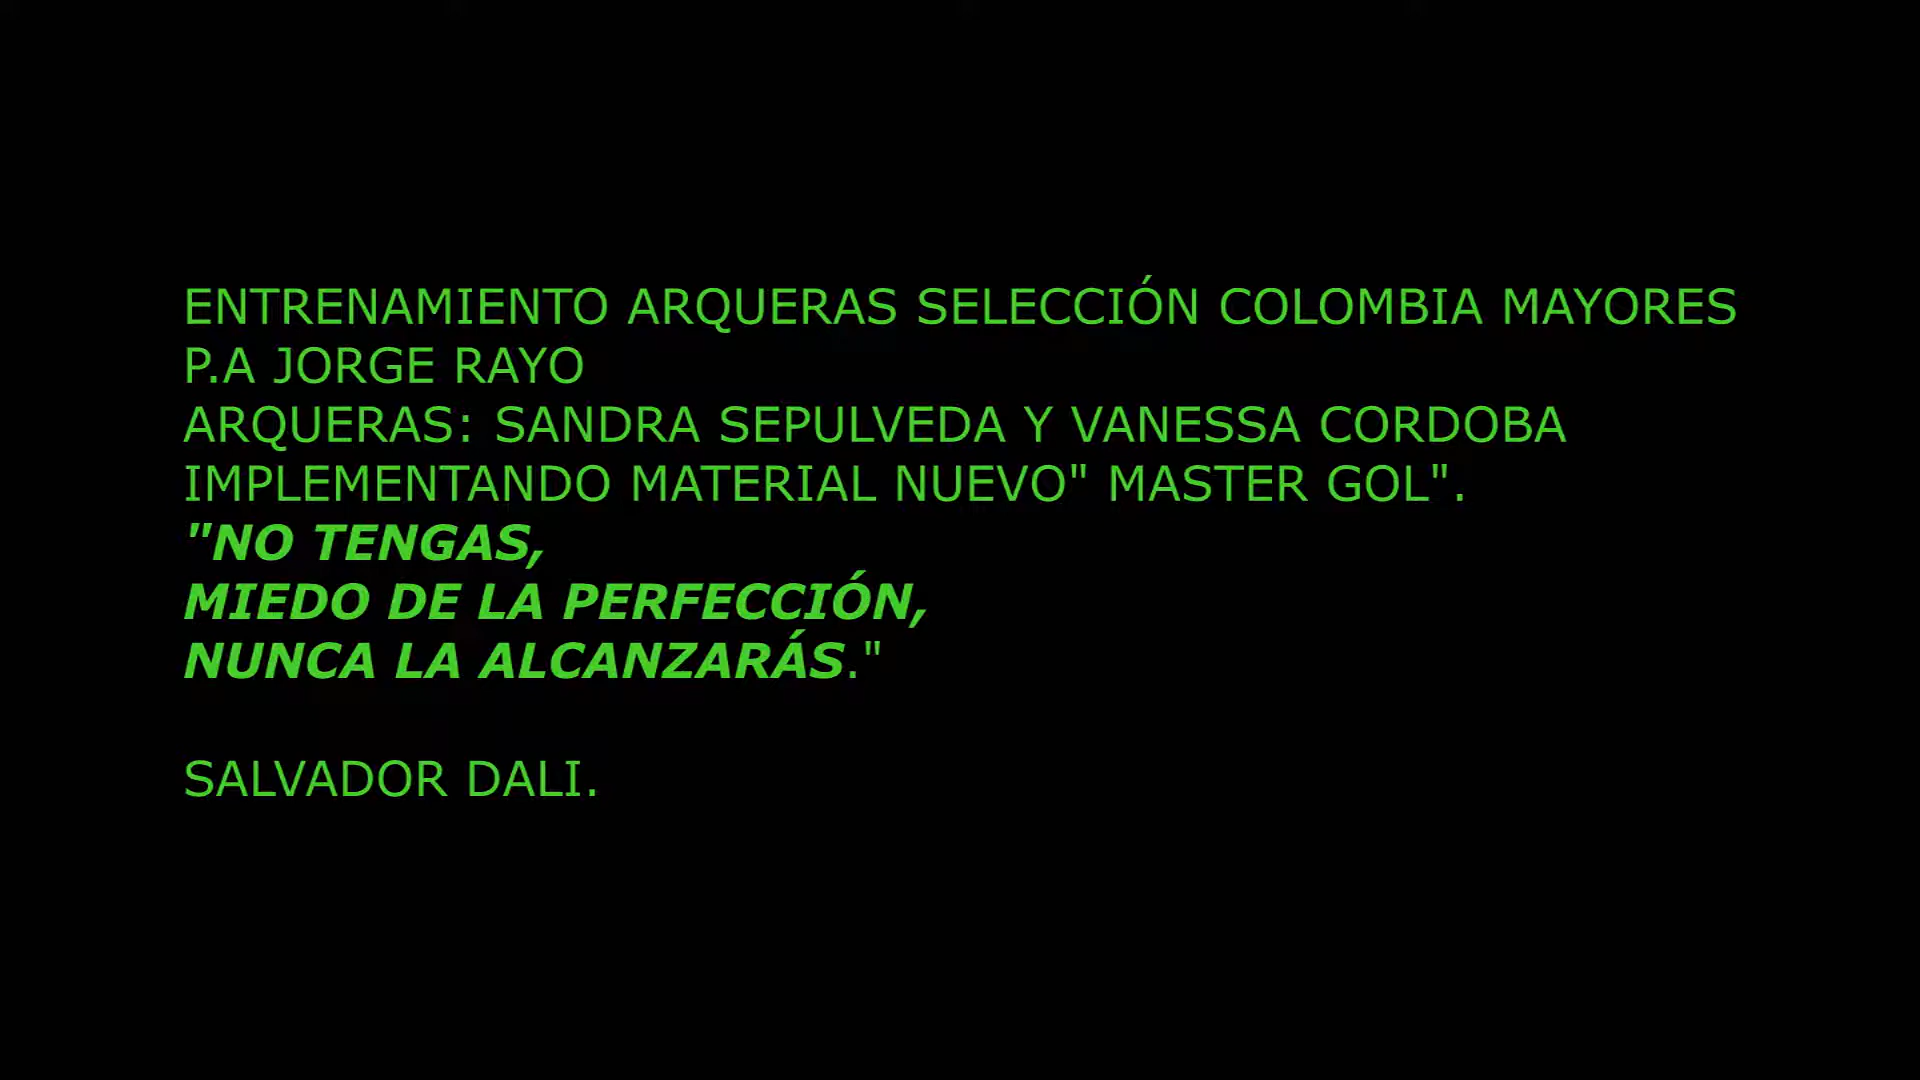 ENTRENAMIENTO ARQUERAS SELECCIÓN COLOMBIA MAYORES
P.A JORGE RAYO
ARQUERAS: SANDRA SEPULVEDA Y VANESSA CORDOBA
IMPLEMENTANDO MATERIAL NUEVO" MASTER GOL".
"NO TENGAS,
MIEDO DE LA PERFECCIÓN,
NUNCA LA ALCANZARÁS."
SALVADOR DALI.